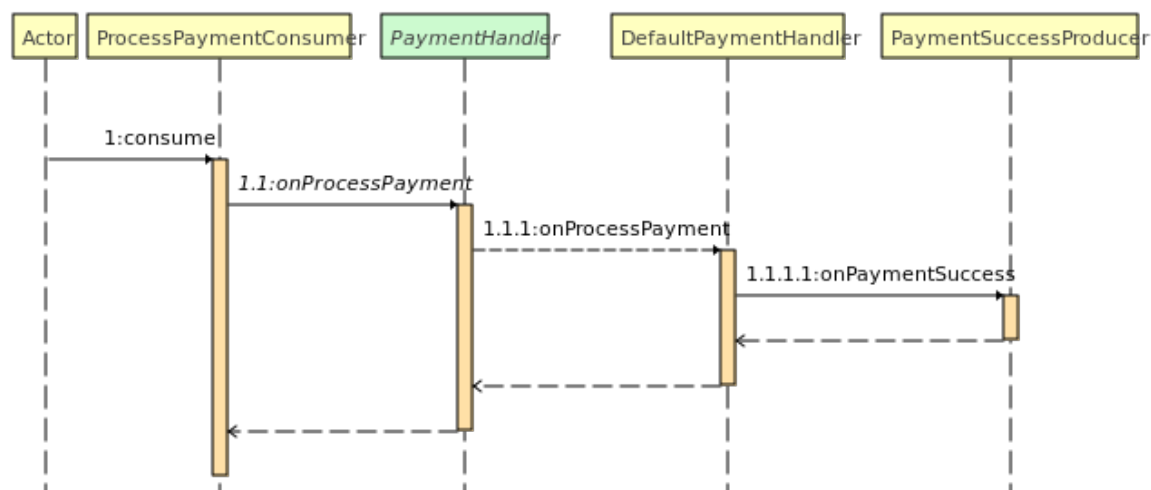 Actor
ProcessPaymentConsumer
PaymentHandler
DefaultPaymentHandler
PaymentSuccessProducer
1:consume
1.1:onProcessPayment
1.1.1:onProcessPayment
1.1.1.1:onPaymentSuccess